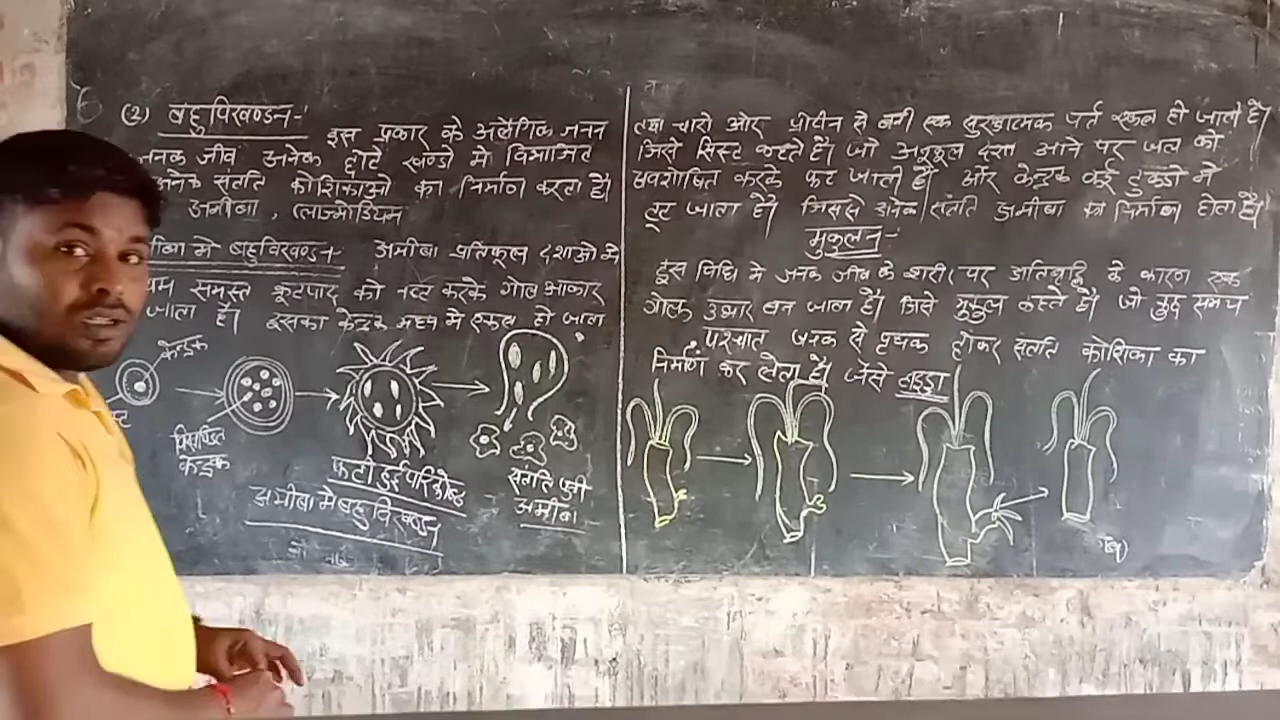 (2) बहुविखण्डन-:
इस प्रकार के अलैंगिक जनन
जनक जीव अनेक छोटे खण्डो मे विभाजित
अनेक संतति कोशिकाओ का निर्माण करता है।
अमीबा, प्लाज्मोडियम
मीबा मे बहुविखण्डन- अमीबा प्रतिकूल दशाओ मे
समस्त कूटपाद को नष्ट करके गोल आकार
जाता है। इसका केन्द्रक मध्य मे एकत्र हो जाता
केन्द्रक
विखण्डित
केन्द्रक
फटी हुई परिकोष्ठ
संतति पुत्री
अमीबा
अमीबा मे बहुविखण्डन
तथा चारो ओर प्रोटीन से बनी एक सुरक्षात्मक पर्त एकत्र हो जाती है।
जिसे सिस्ट कहते है। जो अनुकूल दशा आने पर जल को
अवशोषित करके फट जाती है। और केन्द्रक कई टुकडो मे
टूट जाता है। जिससे अनेक संतति अमीबा का निर्माण होता है।
मुकुलन-:
इस विधि मे जनक जीव के शरीर पर के कारण एक
गोल उभार बन जाता है। जिसे मुकुल कहते है। जो कुछ समय
पश्चात जनक से पृथक होकर संतति कोशिका का
निर्माण कर लेता है। जैसे हाइड्रा